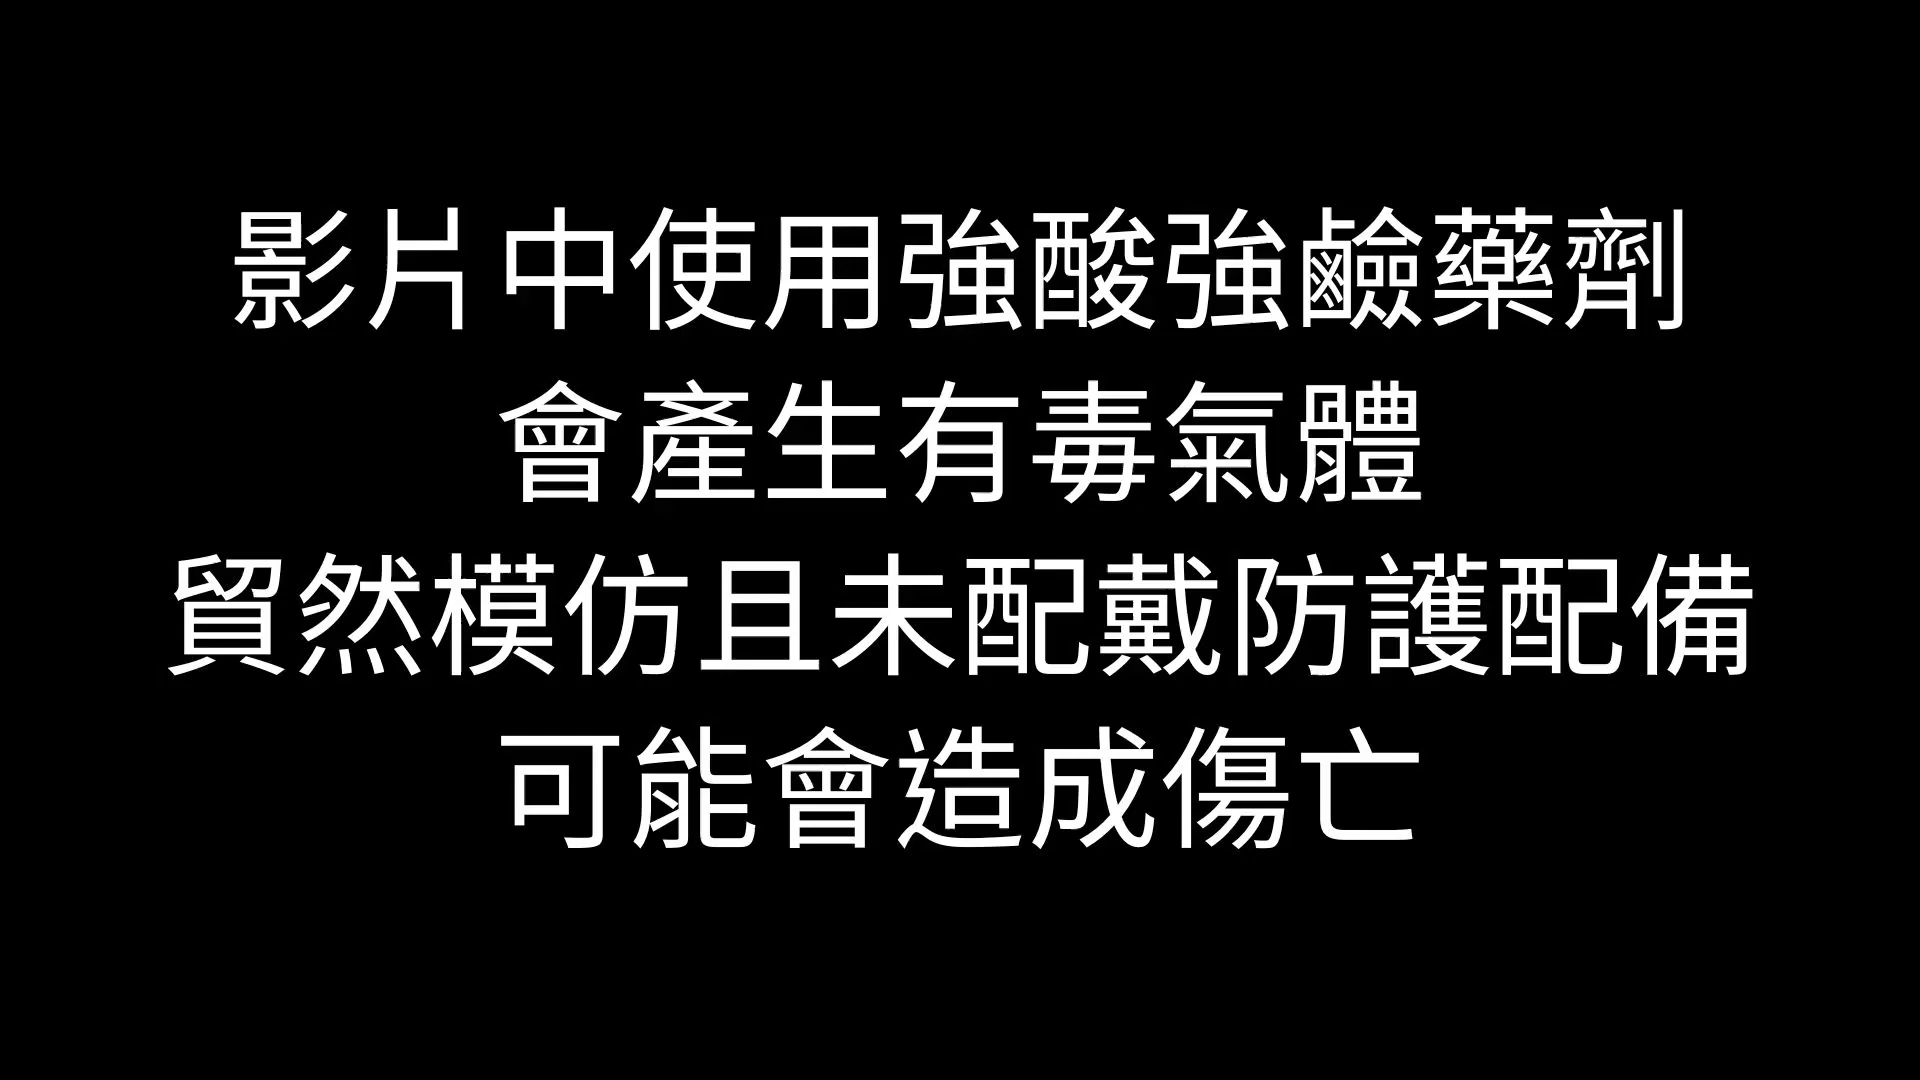 影片中使用強酸強鹼藥劑
會產生有毒氣體
貿然模仿且未配戴防護配備
可能會造成傷亡